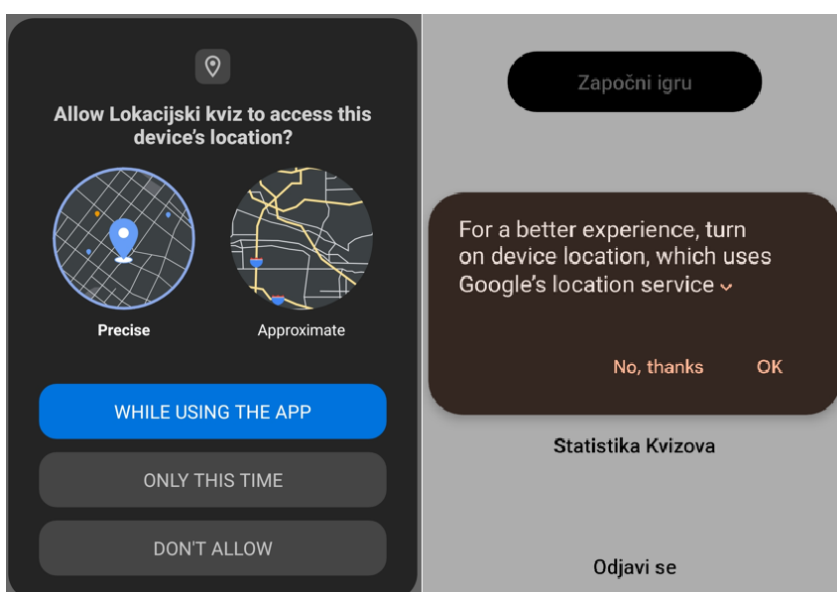 Allow Lokacijski kviz to access this
device's location?
Precise
Approximate
WHILE USING THE APP
ONLY THIS TIME
DON'T ALLOW
Započni igru
For a better experience, turn
on device location, which uses
Google's location service
No, thanks
OK
Statistika Kvizova
Odjavi se